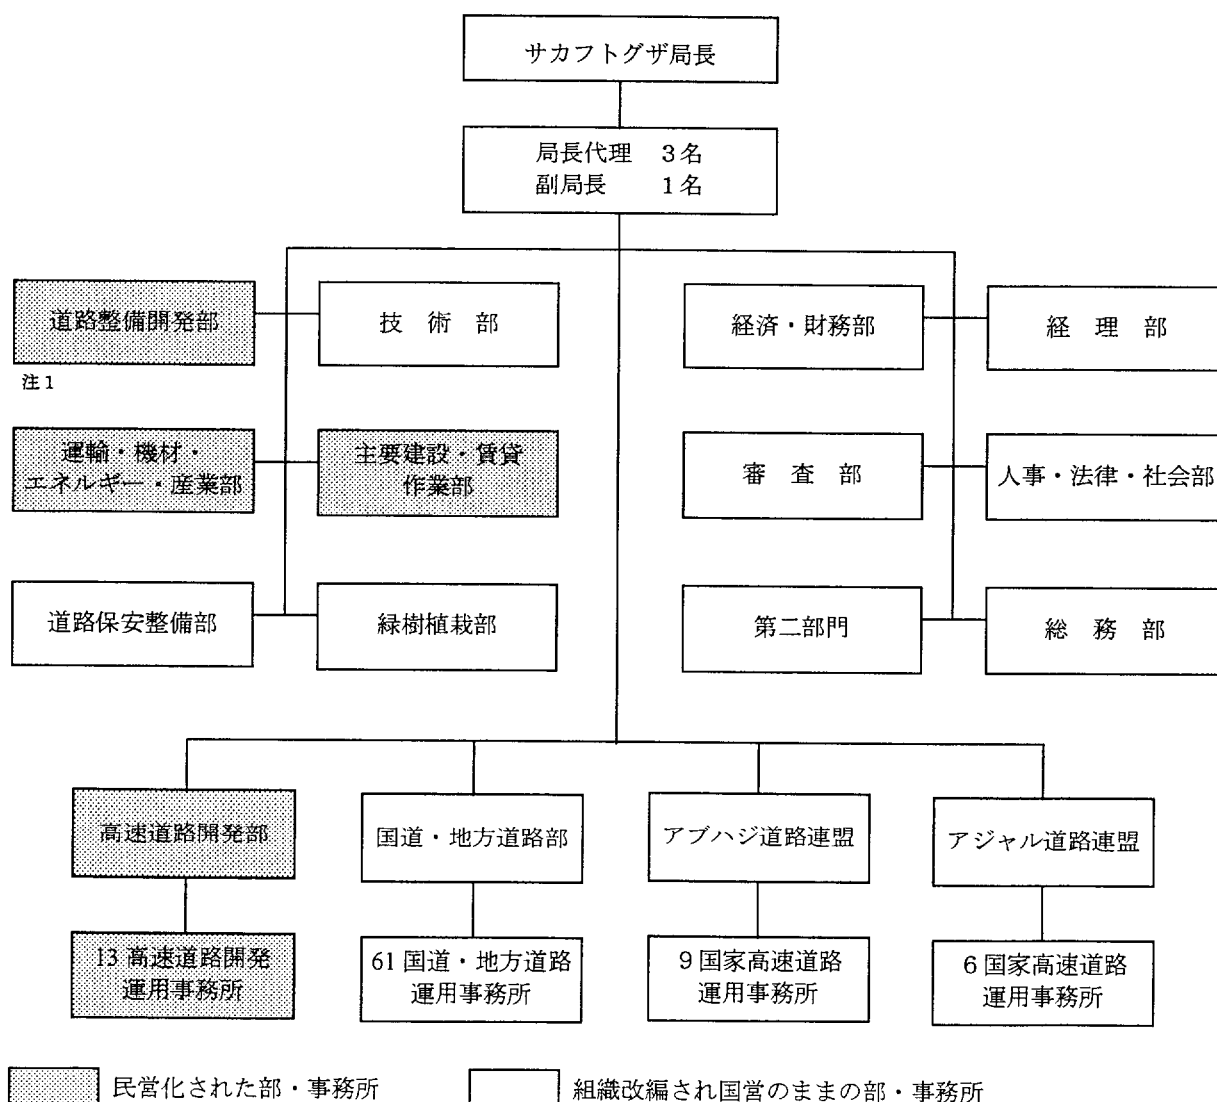 サカフトグザ局長
局長代理 3名
副局長 1名
道路整備開発部
技術部
経済・財務部
経理部
注1
運輸・機材・
エネルギー・産業部
主要建設・賃貸
作業部
審査部
人事・法律・社会部
道路保安整備部
緑樹植栽部
第二部門
総務部
高速道路開発部
国道・地方道路部
アブハジ道路連盟
アジャル道路連盟
13高速道路開発
運用事務所
61国道・地方道路
運用事務所
9国家高速道路
運用事務所
6国家高速道路
運用事務所
民営化された部・事務所
組織改編され国営のままの部・事務所